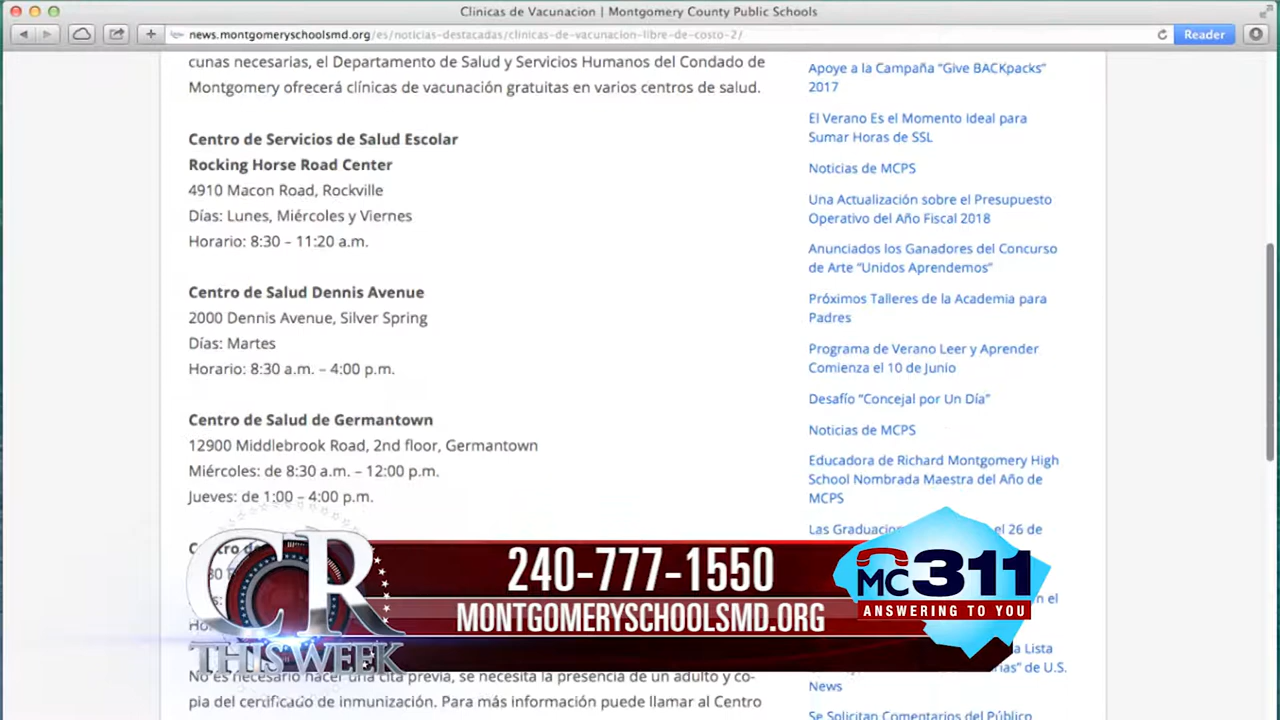 Clinicas de Vacunacion | Montgomery County Public Schools
news.montgomeryschoolsmd.org/es/noticias-destacadas/clinicas-de-vacunacion-libre-de-costo-2/
Reader
cunas necesarias, el Departamento de Salud y Servicios Humanos del Condado de
Montgomery ofrecerá clínicas de vacunación gratuitas en varios centros de salud.
Centro de Servicios de Salud Escolar
Rocking Horse Road Center
4910 Macon Road, Rockville
Días: Lunes, Miércoles y Viernes
Horario: 8:30 – 11:20 a.m.
Centro de Salud Dennis Avenue
2000 Dennis Avenue, Silver Spring
Días: Martes
Horario: 8:30 a.m. – 4:00 p.m.
Centro de Salud de Germantown
12900 Middlebrook Road, 2nd floor, Germantown
Miércoles: de 8:30 a.m. – 12:00 p.m.
Jueves: de 1:00 – 4:00 p.m.
No es necesario hacer una cita previa, se necesita la presencia de un adulto y co-
pia del certificado de inmunización. Para más información puede llamar al Centro
Apoye a la Campaña “Give BACKpacks”
2017
El Verano Es el Momento Ideal para
Sumar Horas de SSL
Noticias de MCPS
Una Actualización sobre el Presupuesto
Operativo del Año Fiscal 2018
Anunciados los Ganadores del Concurso
de Arte “Unidos Aprendemos”
Próximos Talleres de la Academia para
Padres
Programa de Verano Leer y Aprender
Comienza el 10 de Junio
Desafío “Concejal por Un Día”
Noticias de MCPS
Educadora de Richard Montgomery High
School Nombrada Maestra del Año de
MCPS
Las el 26 de
en el
Lista
de U.S.
News
Se Solicitan Comentarios del Público
CR
THIS WEEK
240-777-1550
MONTGOMERYSCHOOLSMD.ORG
MC311
ANSWERING TO YOU